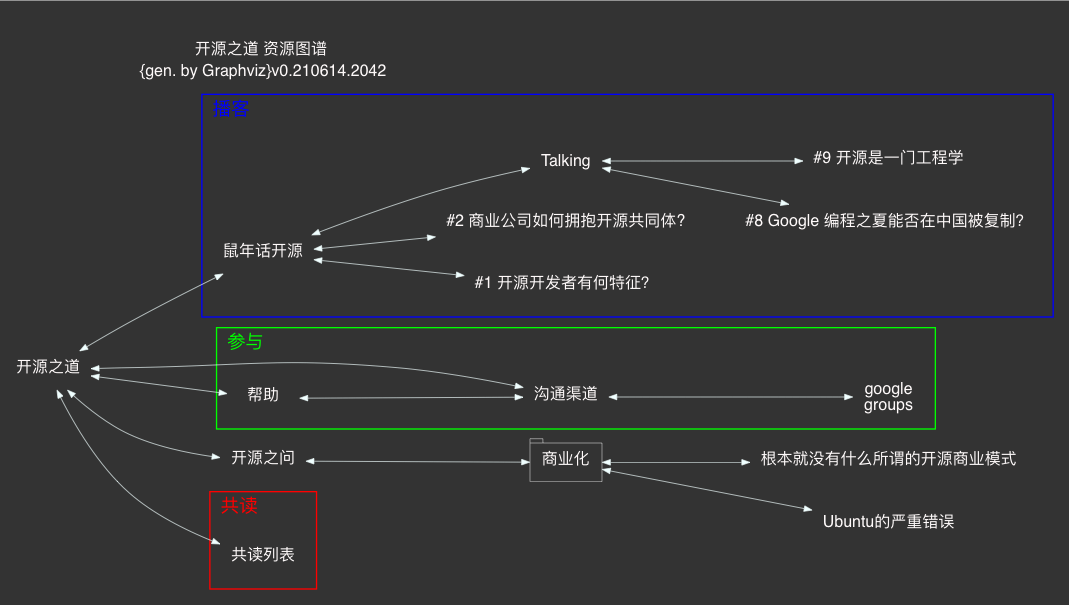 开源之道 资源图谱
{gen. by Graphviz}v0.210614.2042
播客
Talking
#9 开源是一门工程学
#2 商业公司如何拥抱开源共同体?
#8 Google 编程之夏能否在中国被复制?
鼠年话开源
#1 开源开发者有何特征?
参与
开源之道
帮助
沟通渠道
google
groups
开源之问
商业化
根本就没有什么所谓的开源商业模式
共读
Ubuntu的严重错误
共读列表